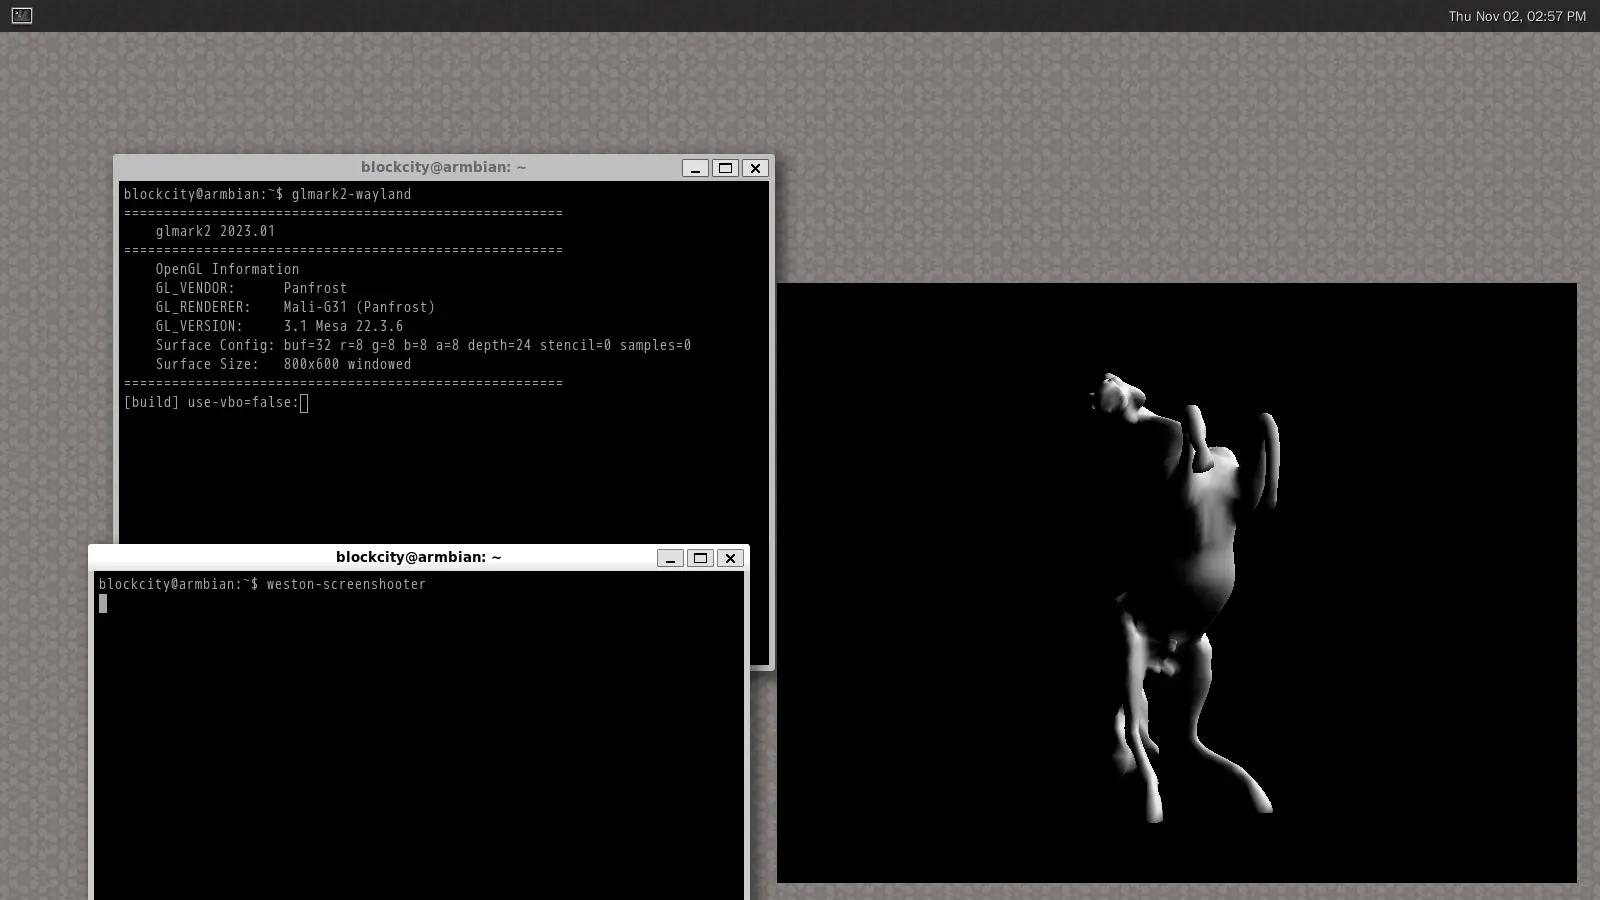 Thu Nov 02, 02:57 PM
blockcity@armbian: ~
blockcity@armbian:~$ glmark2-wayland
=======================================================
    glmark2 2023.01
=======================================================
    OpenGL Information
    GL_VENDOR:      Panfrost
    GL_RENDERER:    Mali-G31 (Panfrost)
    GL_VERSION:     3.1 Mesa 22.3.6
    Surface Config: buf=32 r=8 g=8 b=8 a=8 depth=24 stencil=0 samples=0
    Surface Size:   800x600 windowed
=======================================================
[build] use-vbo=false:
blockcity@armbian: ~
blockcity@armbian:~$ weston-screenshooter